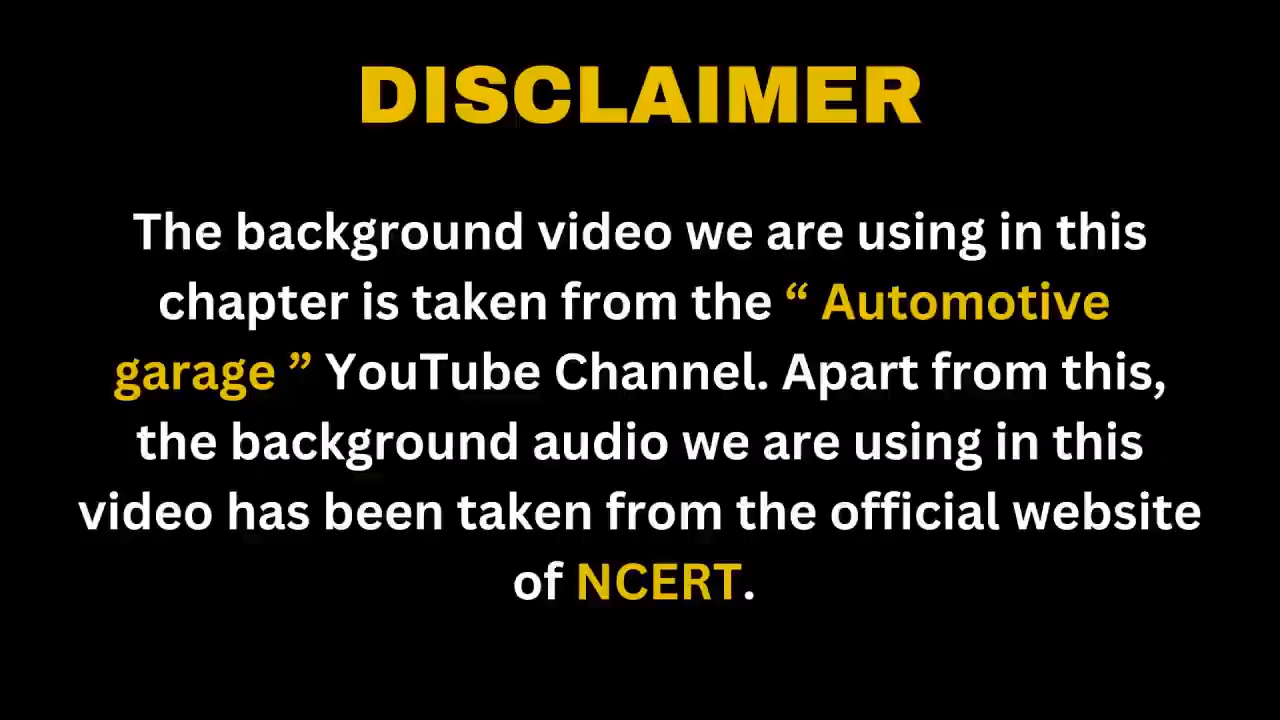 DISCLAIMER
The background video we are using in this
chapter is taken from the “ Automotive
garage ” YouTube Channel. Apart from this,
the background audio we are using in this
video has been taken from the official website
of NCERT.